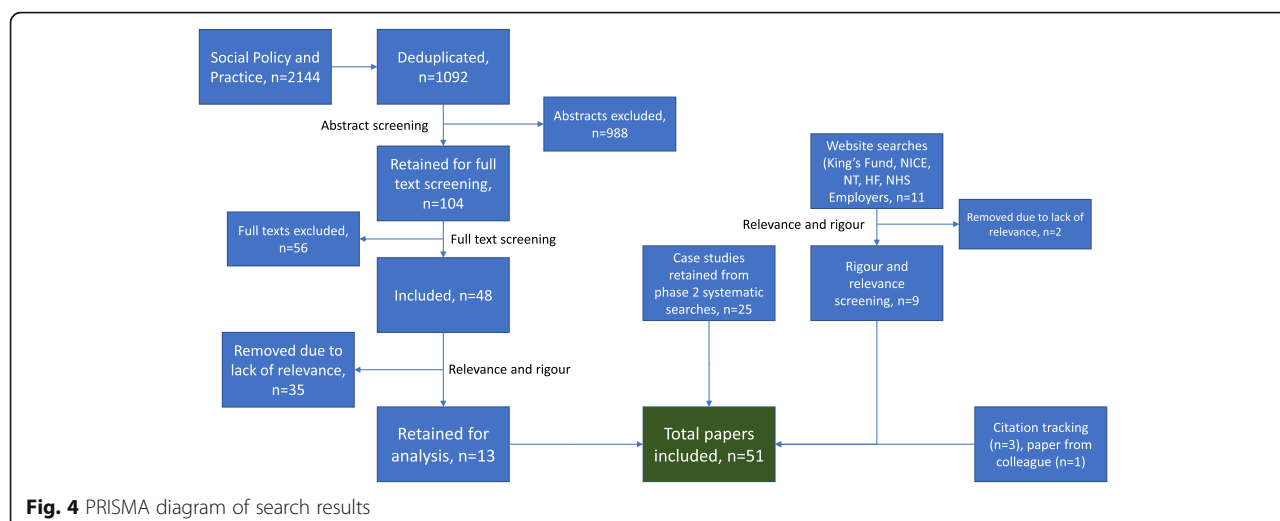 Social Policy and
Practice, n=2144
Deduplicated,
n=1092
Abstract screening
Abstracts excluded,
n=988
Retained for full
text screening,
n=104
Full texts excluded,
n=56
Full text screening
Included, n=48
Removed due to
lack of relevance,
n=35
Relevance and rigour
Retained for
analysis, n=13
Case studies
retained from
phase 2 systematic
searches, n=25
Total papers
included, n=51
Website searches
(King's Fund, NICE,
NT, HF, NHS
Employers, n=11
Relevance and rigour
Removed due to lack of
relevance, n=2
Rigour and
relevance
screening, n=9
Citation tracking
(n=3), paper from
colleague (n=1)
Fig. 4 PRISMA diagram of search results